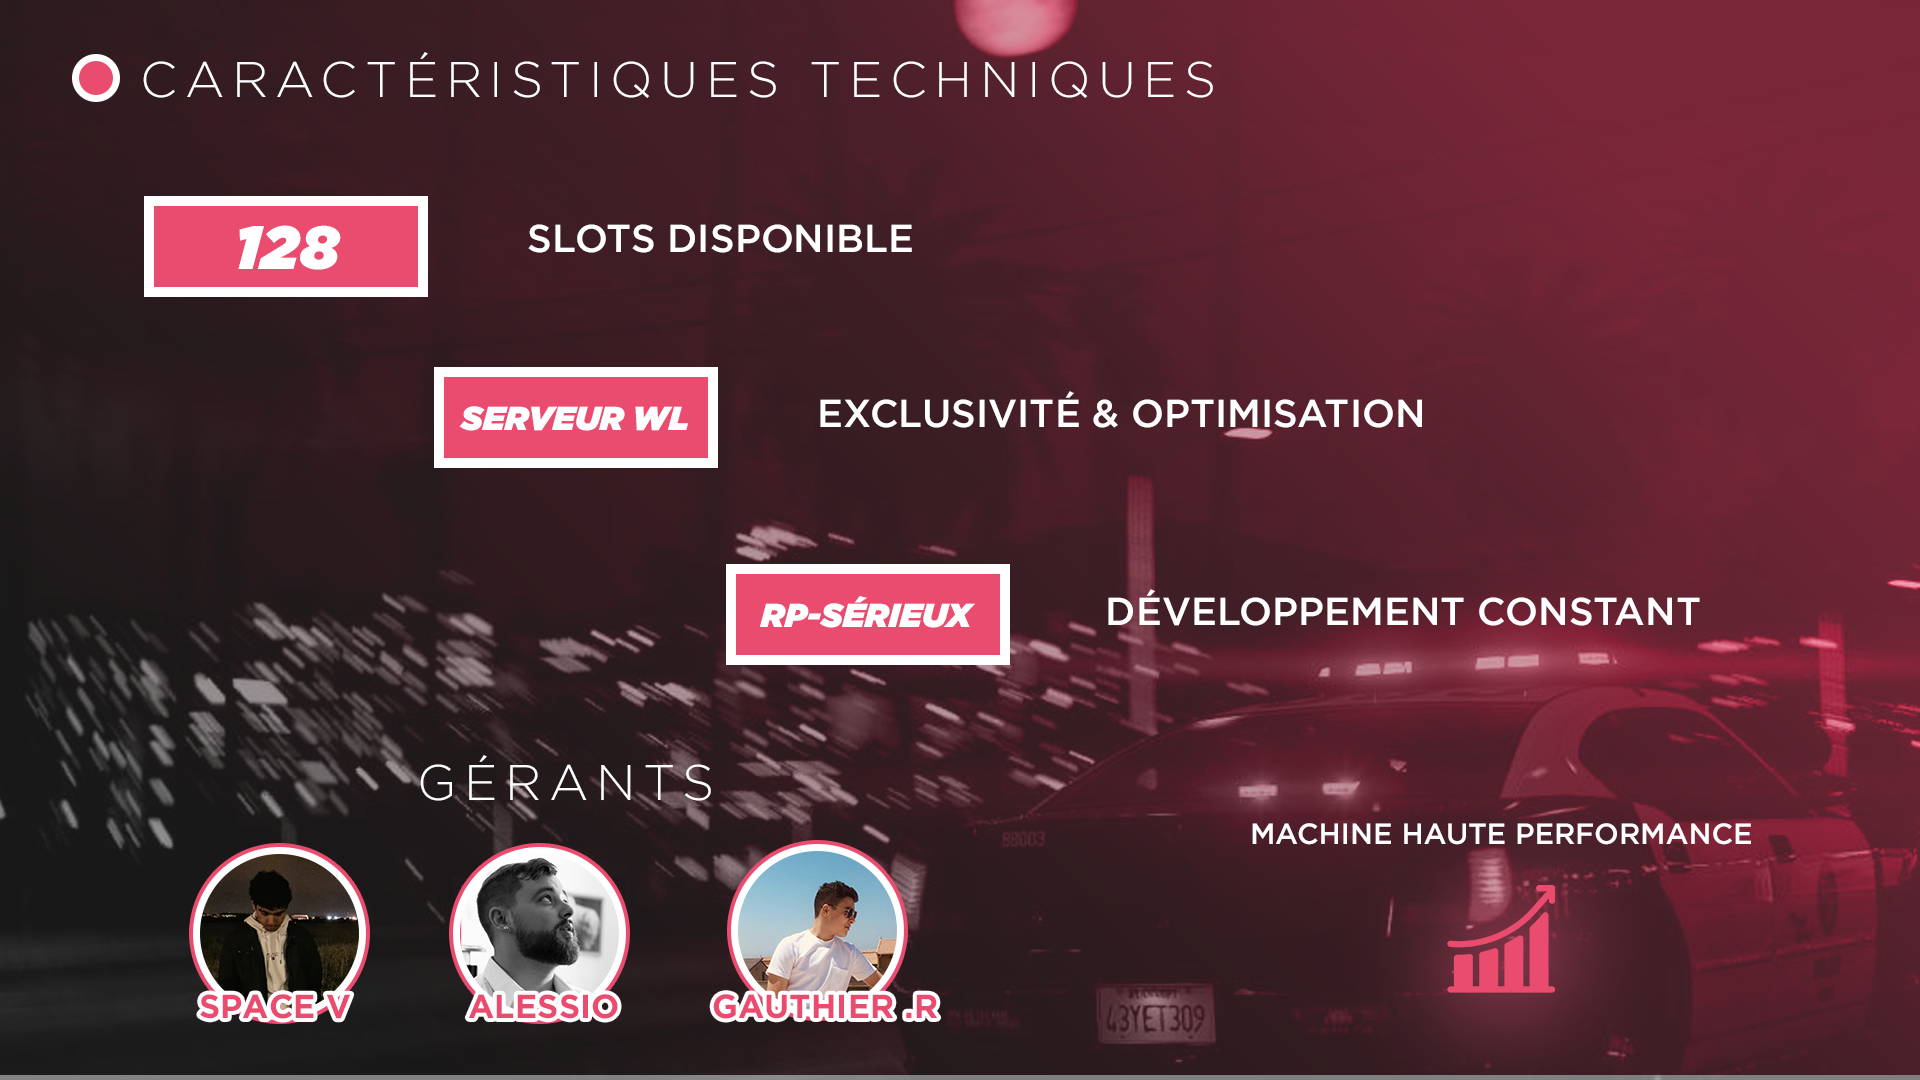 CARACTÉRISTIQUES TECHNIQUES
128
SLOTS DISPONIBLE
SERVEUR WL
EXCLUSIVITÉ & OPTIMISATION
RP-SÉRIEUX
DÉVELOPPEMENT CONSTANT
GÉRANTS
MACHINE HAUTE PERFORMANCE
SPACE V
ALESSIO
GAUTHIER .R
43YET309